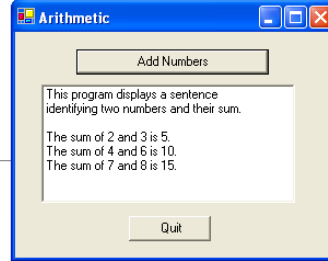 Arithmetic
Add Numbers
This program displays a sentence
identifying two numbers and their sum.
The sum of 2 and 3 is 5.
The sum of 4 and 6 is 10.
The sum of 7 and 8 is 15.
Quit